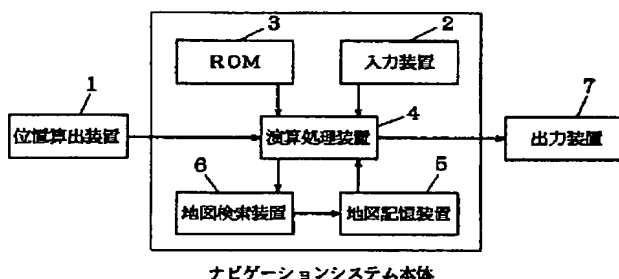 3
2
ROM
入力装置
1
4
7
位置算出装置
演算処理装置
出力装置
6
5
地図検索装置
地図記憶装置
ナビゲーションシステム本体